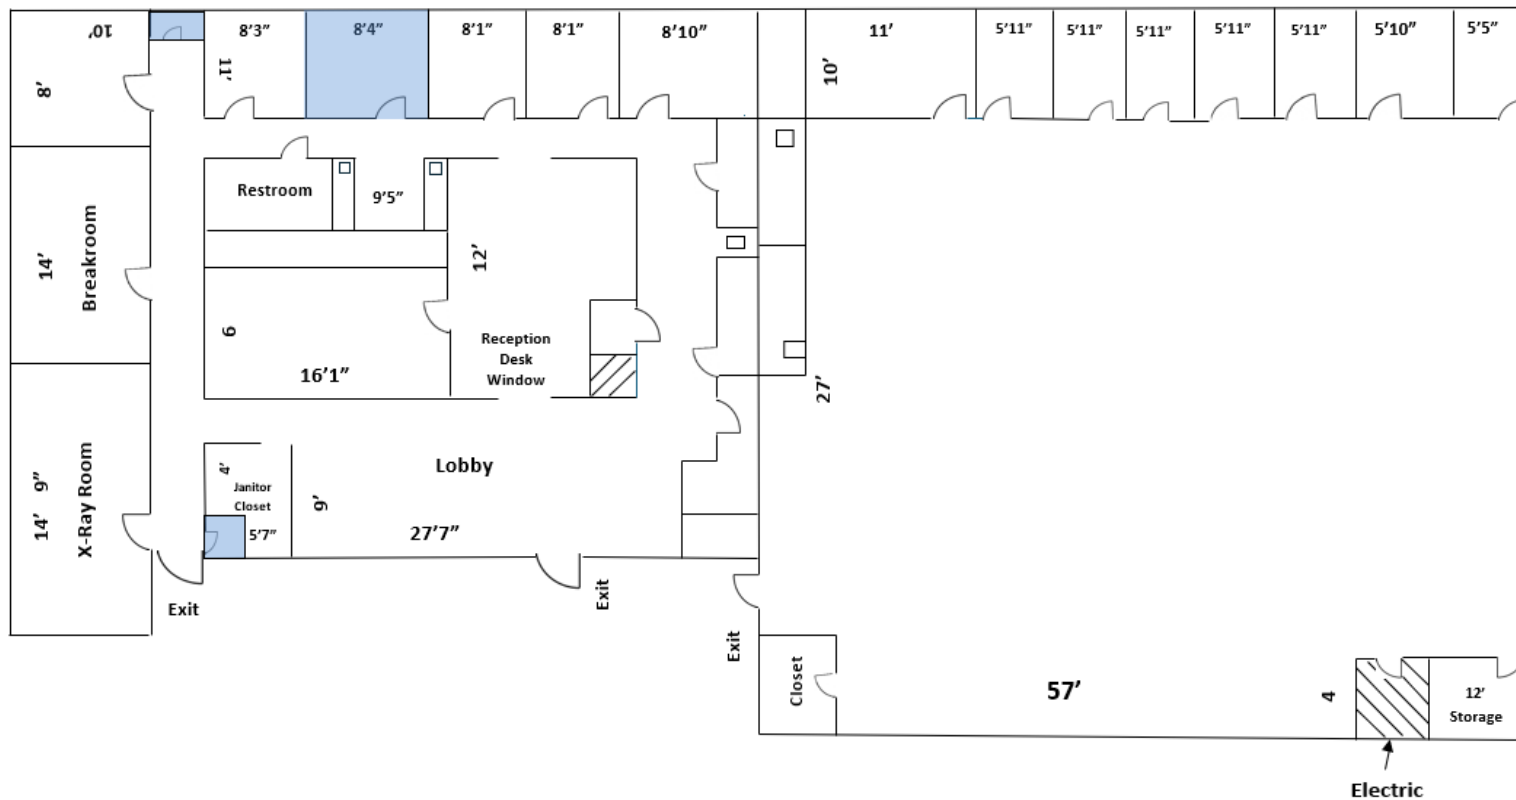 10'
8'3”
8'4”
8'1”
8'1”
8'10”
11'
5'11”
5'11”
5'11”
5'11”
5'11”
5'10”
5'5”
8'
11'
10'
Restroom
9'5”
14'
Breakroom
12'
6
16'1”
Reception
Desk
Window
27'
14' 9”
X-Ray Room
4'
Janitor
Closet
5'7”
9'
Lobby
27'7”
Exit
Exit
Exit
Closet
57'
4
12'
Storage
Electric